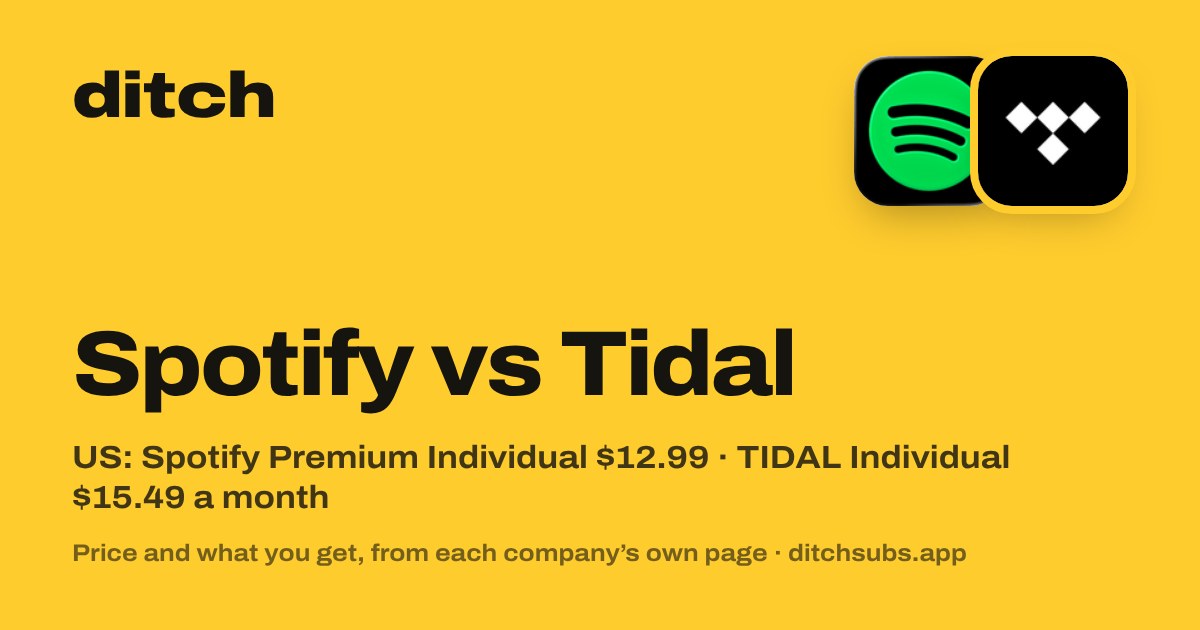 ditch
Spotify vs Tidal
US: Spotify Premium Individual $12.99 · TIDAL Individual
$15.49 a month
Price and what you get, from each company’s own page · ditchsubs.app